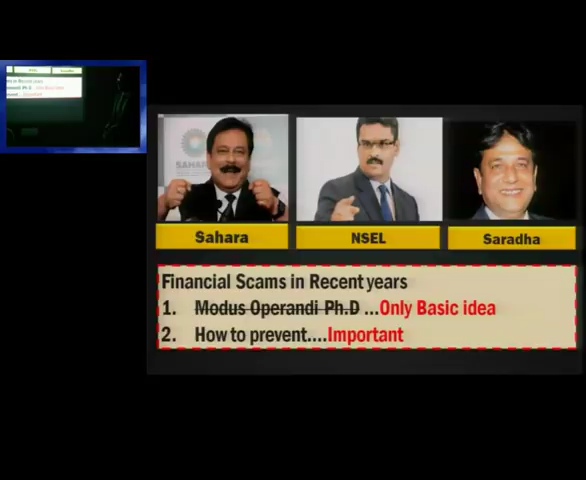 SAHARA
Sahara
NSEL
Saradha
Financial Scams in Recent years
1. Modus Operandi Ph.D ...Only Basic idea
2. How to prevent....Important